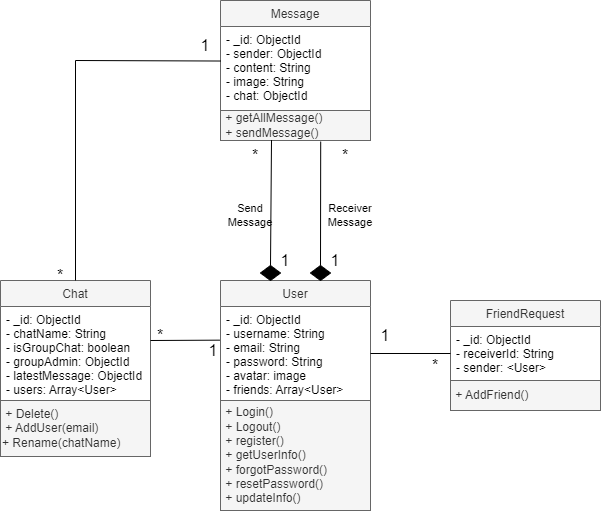 Message
- _id: ObjectId
- sender: ObjectId
- content: String
- image: String
- chat: ObjectId
+ getAllMessage()
+ sendMessage()
1
*
*
Send
Message
Receiver
Message
1
1
*
Chat
- _id: ObjectId
- chatName: String
- isGroupChat: boolean
- groupAdmin: ObjectId
- latestMessage: ObjectId
- users: Array<User>
+ Delete()
+ AddUser(email)
+ Rename(chatName)
*
1
User
- _id: ObjectId
- username: String
- email: String
- password: String
- avatar: image
- friends: Array<User>
+ Login()
+ Logout()
+ register()
+ getUserInfo()
+ forgotPassword()
+ resetPassword()
+ updateInfo()
1
*
FriendRequest
- _id: ObjectId
- receiverId: String
- sender: <User>
+ AddFriend()